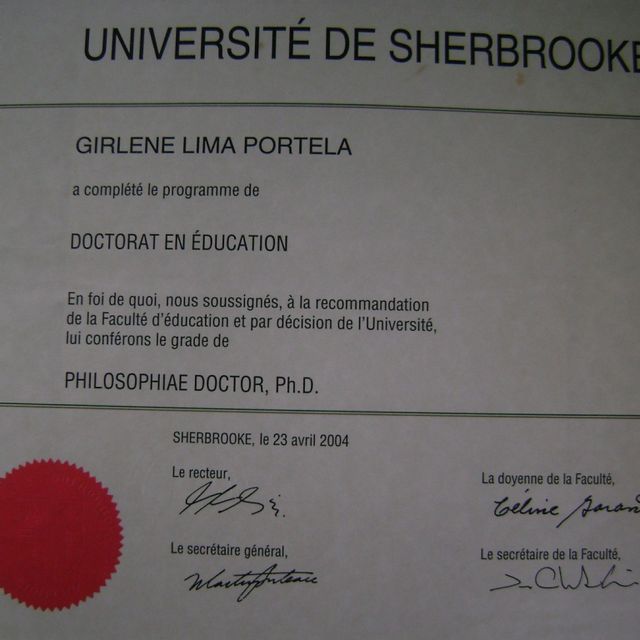 UNIVERSITÉ DE SHERBROOKE
GIRLENE LIMA PORTELA
a complété le programme de
DOCTORAT EN ÉDUCATION
En foi de quoi, nous soussignés, à la recommandation
de la Faculté d'éducation et par décision de l'Université,
lui conférons le grade de
PHILOSOPHIAE DOCTOR, Ph.D.
SHERBROOKE, le 23 avril 2004
Le recteur,
La doyenne de la Faculté,
Céline
Le secrétaire général,
Le secrétaire de la Faculté,